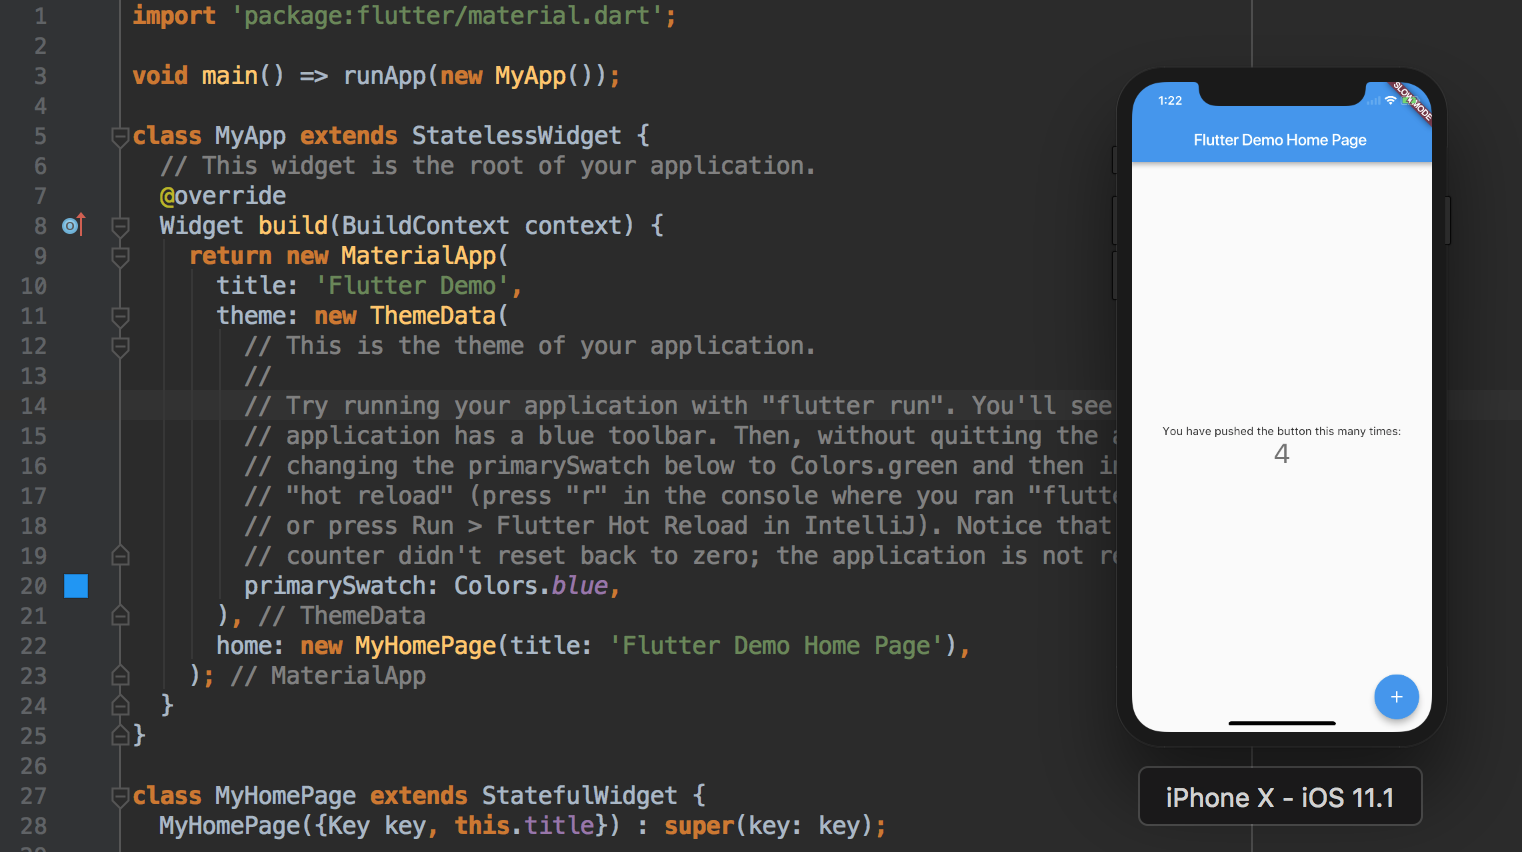 1 import 'package:flutter/material.dart';
2
3 void main() => runApp(new MyApp());
4
5 class MyApp extends StatelessWidget {
6 // This widget is the root of your application.
7 @override
8 Widget build(BuildContext context) {
9 return new MaterialApp(
10 title: 'Flutter Demo',
11 theme: new ThemeData(
12 // This is the theme of your application.
13 //
14 // Try running your application with "flutter run". You'll see
15 // application has a blue toolbar. Then, without quitting the
16 // changing the primarySwatch below to Colors.green and then
17 // "hot reload" (press "r" in the console where you ran
18 // or press Run > Flutter Hot Reload in IntelliJ). Notice that
19 // counter didn't reset back to zero; the application is not
20 primarySwatch: Colors.blue,
21 ), // ThemeData
22 home: new MyHomePage(title: 'Flutter Demo Home Page'),
23 ); // MaterialApp
24 }
25 }
26
27 class MyHomePage extends StatefulWidget {
28 MyHomePage({Key key, this.title}) : super(key: key);
1:22
SLOW MODE
Flutter Demo Home Page
You have pushed the button this many times:
4
+
iPhone X - iOS 11.1